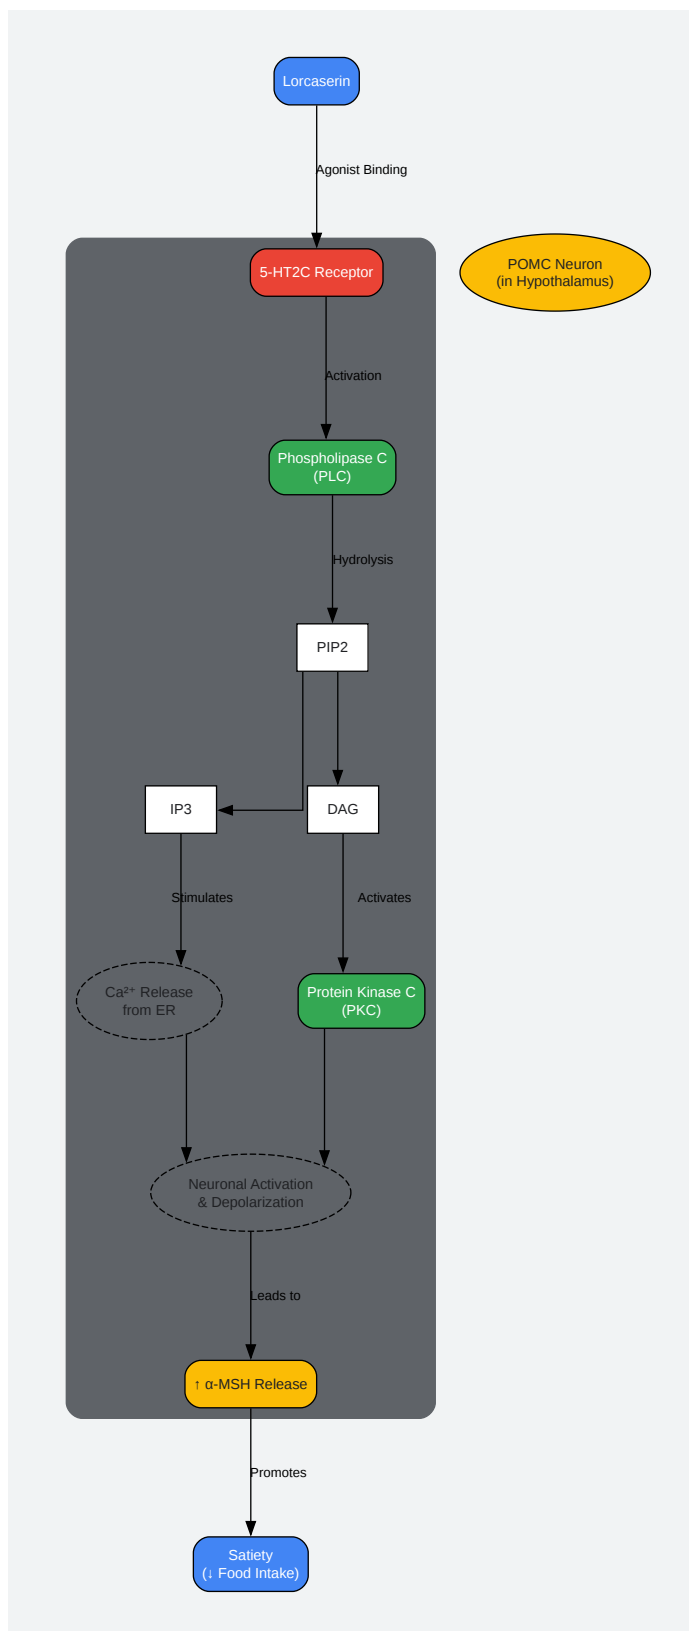 Lorcaserin
Agonist Binding
5-HT2C Receptor
POMC Neuron
(in Hypothalamus)
Activation
Phospholipase C
(PLC)
Hydrolysis
PIP2
IP3
DAG
Stimulates
Activates
Ca²⁺ Release
from ER
Protein Kinase C
(PKC)
Neuronal Activation
& Depolarization
Leads to
↑ α-MSH Release
Promotes
Satiety
(↓ Food Intake)